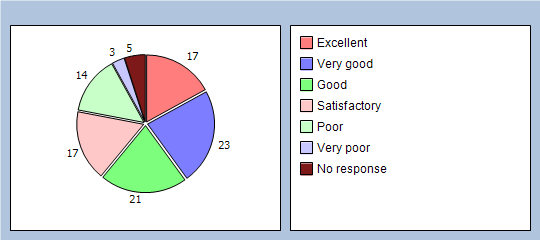 3
5
17
14
23
17
21
Excellent
Very good
Good
Satisfactory
Poor
Very poor
No response